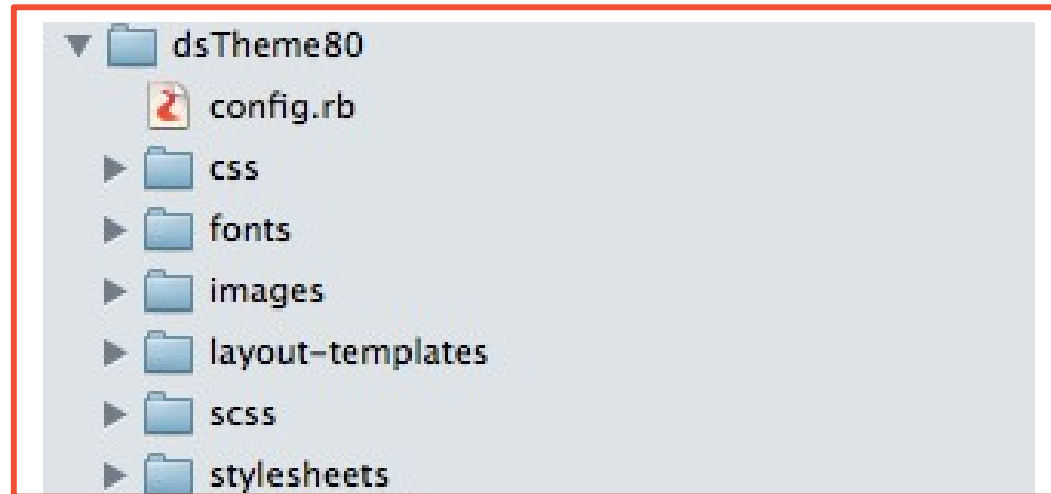 dsTheme80
config.rb
css
fonts
images
layout-templates
scss
stylesheets